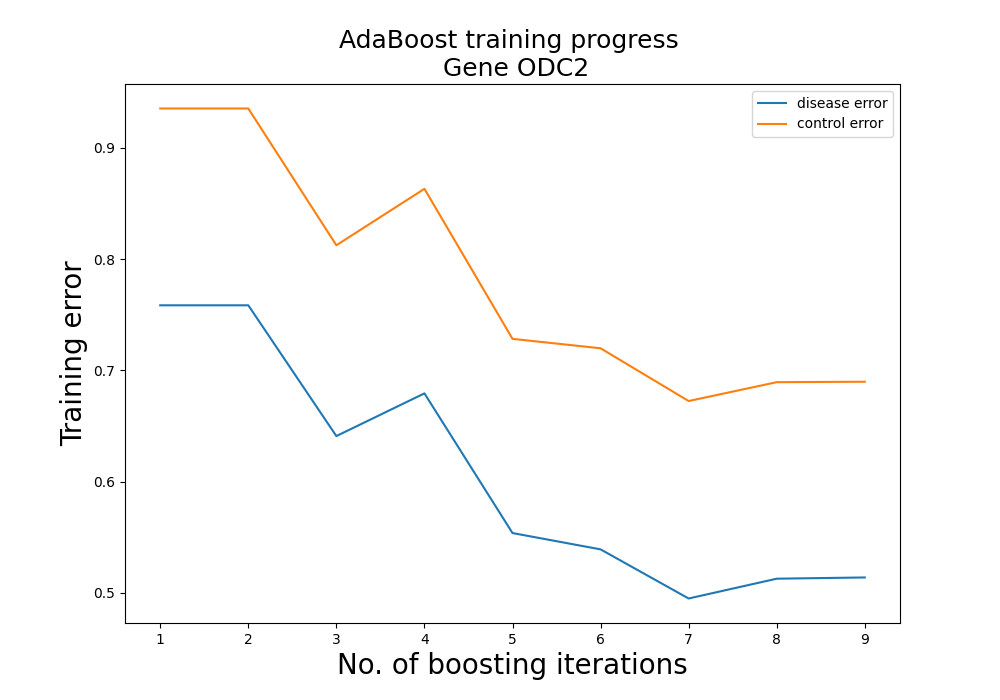 AdaBoost training progress
Gene ODC2
disease error
control error
Training error
0.9
0.8
0.7
0.6
0.5
1 2 3 4 5 6 7 8 9
No. of boosting iterations